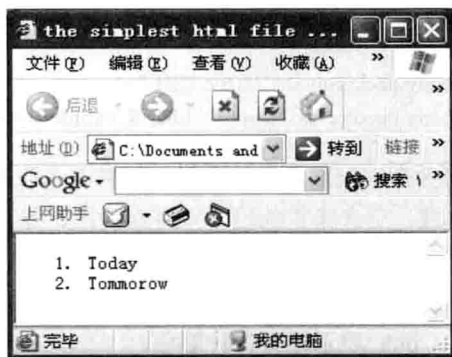 the simplest html file ...
文件(F) 编辑(E) 查看(V) 收藏(A) »
后退 »
地址(D) C:\Documents and 转到 链接 »
Google 搜索 »
上网助手
1. Today
2. Tommorow
完毕 我的电脑